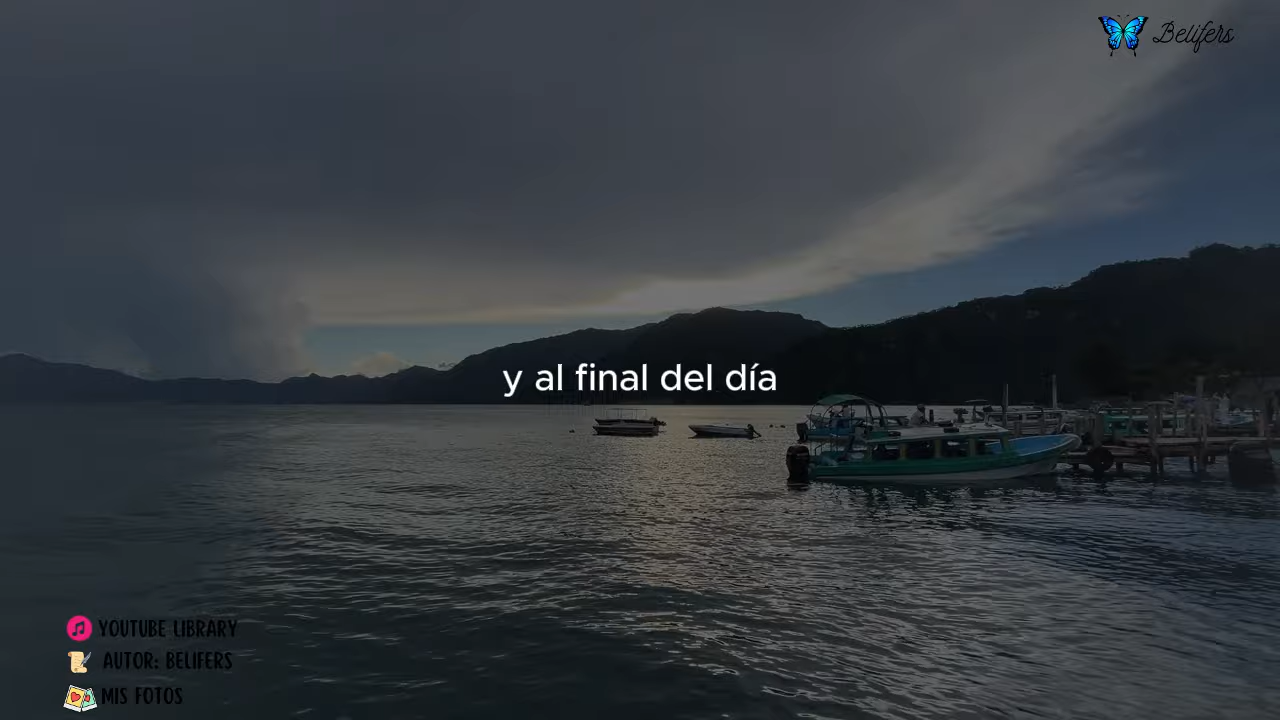 Belifers
y al final del día
YOUTUBE LIBRARY
AUTOR: BELIFERS
MIS FOTOS